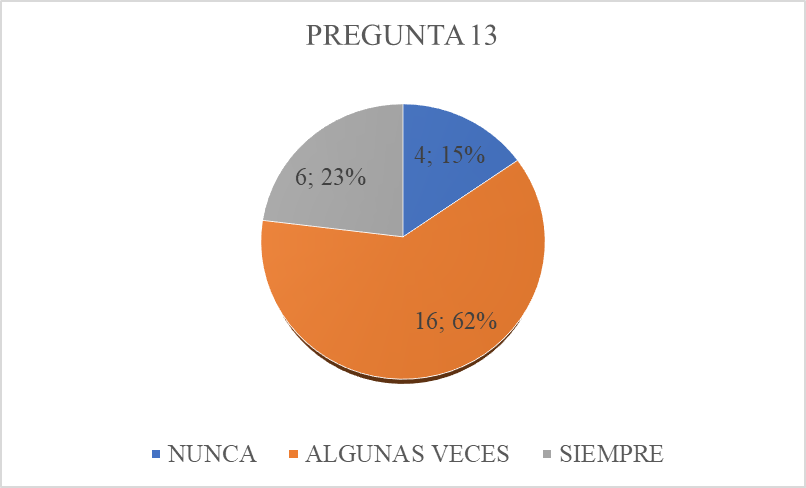 PREGUNTA 13
4; 15%
6; 23%
16; 62%
NUNCA
ALGUNAS VECES
SIEMPRE